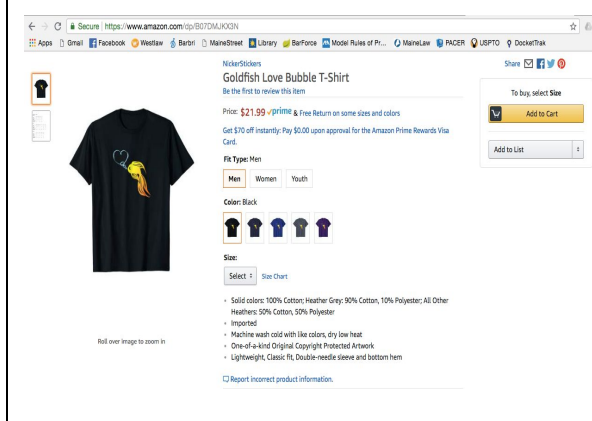 Secure | https://www.amazon.com/dp/B07DMJKX3N
Apps Gmail Facebook Westlaw Barbri MaineStreet Library BarForce Model Rules of Pr... MaineLaw PACER USPTO DocketTrak
NickerStickers
Goldfish Love Bubble T-Shirt
Be the first to review this item
Price: $21.99 prime & Free Return on some sizes and colors
Get $70 off instantly: Pay $0.00 upon approval for the Amazon Prime Rewards Visa
Card.
Fit Type: Men
Men Women Youth
Color: Black
Size:
Select Size Chart
Solid colors: 100% Cotton; Heather Grey: 90% Cotton, 10% Polyester; All Other
Heathers: 50% Cotton, 50% Polyester
Imported
Machine wash cold with like colors, dry low heat
One-of-a-kind Original Copyright Protected Artwork
Lightweight, Classic fit, Double-needle sleeve and bottom hem
Report incorrect product information.
Roll over image to zoom in
Share
To buy, select Size
Add to Cart
Add to List